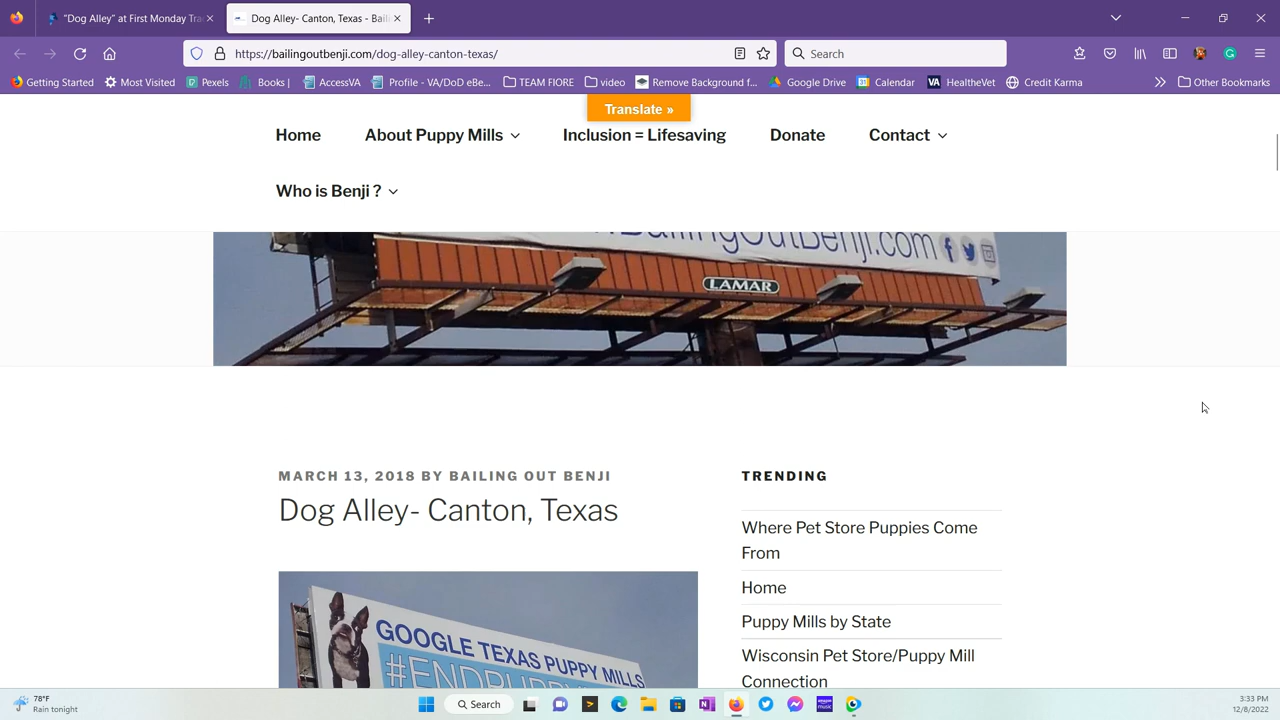 "Dog Alley" at First Monday Tra
Dog Alley- Canton, Texas - Baili
https://bailingoutbenji.com/dog-alley-canton-texas/
Search
Getting Started
Most Visited
Pexels
Books |
AccessVA
Profile - VA/DoD eBe...
TEAM FIORE
video
Remove Background f...
Google Drive
31
Calendar
VA
HealtheVet
Credit Karma
Other Bookmarks
Translate »
Home
About Puppy Mills
Inclusion = Lifesaving
Donate
Contact
Who is Benji ?
BailingOutBenji.com
LAMAR
MARCH 13, 2018 BY BAILING OUT BENJI
Dog Alley- Canton, Texas
GOOGLE TEXAS PUPPY MILLS
TRENDING
Where Pet Store Puppies Come
From
Home
Puppy Mills by State
Wisconsin Pet Store/Puppy Mill
Connection
78°F
Rain tonight
Search
3:33 PM
12/8/2022